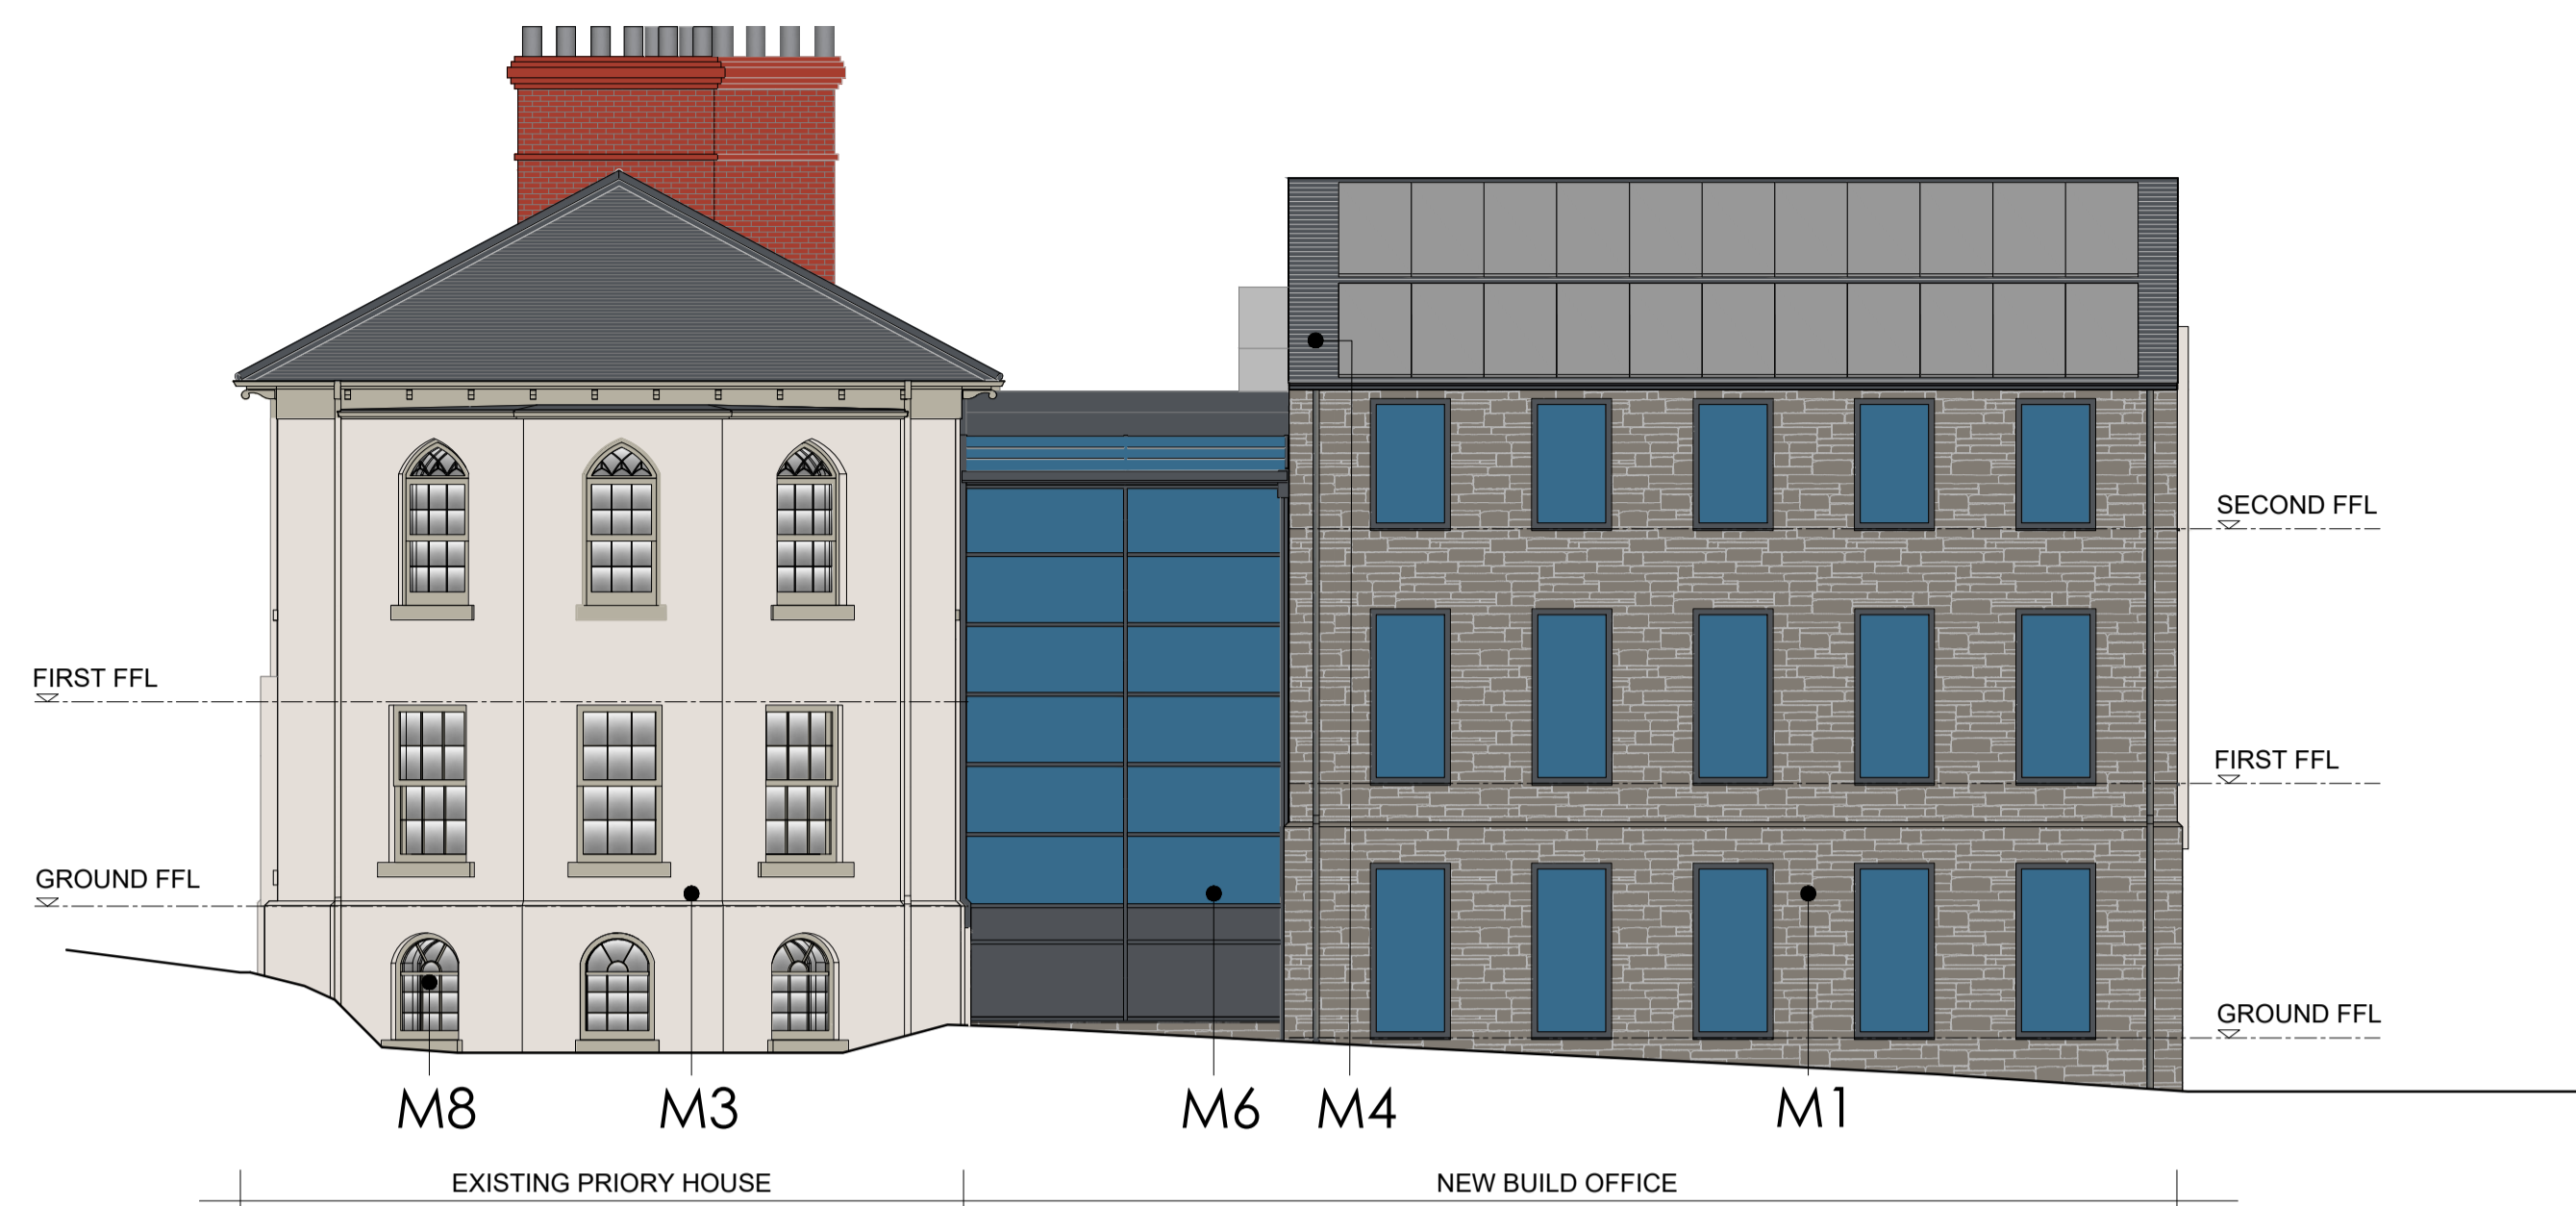 SECOND FFL
FIRST FFL
FIRST FFL
GROUND FFL
GROUND FFL
M8 M3 M6 M4 M1
EXISTING PRIORY HOUSE NEW BUILD OFFICE